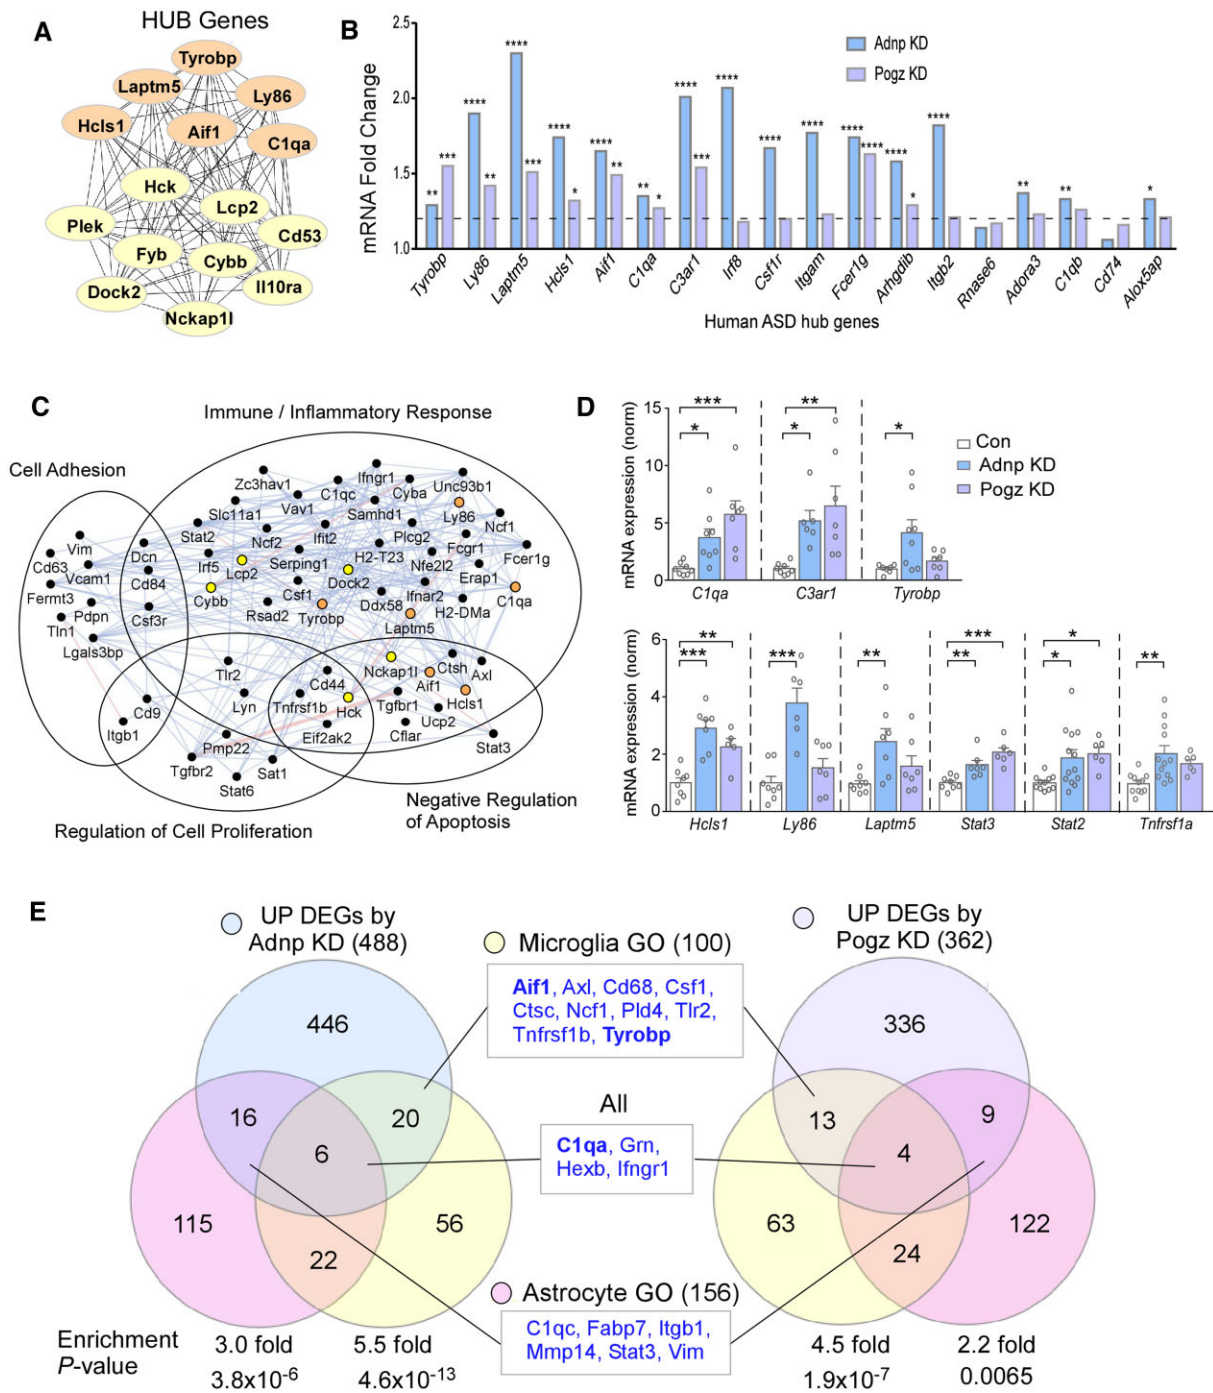 A
HUB Genes
Tyrobp
Laptm5
Ly86
Hcls1
Aif1
C1qa
Hck
Lcp2
Plek
Cd53
Fyb
Cybb
Dock2
Il10ra
Nckap1l
B
mRNA Fold Change
2.5
2.0
1.5
1.0
Adnp KD
Pogz KD
** *** **** ** **** *** **** * **** ** ** * **** *** **** **** **** **** **** **** * **** ** ** *
Tyrobp Ly86 Laptm5 Hcls1 Aif1 C1qa C3ar1 Irf8 Csf1r Itgam Fcer1g Arhgdib Itgb2 Rnase6 Adora3 C1qb Cd74 Alox5ap
Human ASD hub genes
C
Immune / Inflammatory Response
Cell Adhesion
Zc3hav1
Ifngr1
C1qc
Cyba
Unc93b1
Slc11a1
Vav1
Samhd1
Ly86
Ncf1
Stat2
Ncf2
Ifit2
Plcg2
Vim
Dcn
H2-T23
Fcgr1
Fcer1g
Cd63
Vcam1
Cd84
Irf5
Lcp2
Serping1
Dock2
Nfe2l2
Erap1
Fermt3
Pdpn
Csf3r
Cybb
Csf1
Ddx58
Ifnar2
C1qa
Tln1
Rsad2
Tyrobp
Laptm5
H2-DMa
Lgals3bp
Tlr2
Nckap1l
Ctsh
Axl
Cd44
Aif1
Lyn
Tnfrsf1b
Hck
Tgfbr1
Hcls1
Cd9
Ucp2
Itgb1
Pmp22
Eif2ak2
Cflar
Stat3
Tgfbr2
Sat1
Stat6
Negative Regulation
of Apoptosis
Regulation of Cell Proliferation
D
mRNA expression (norm)
15
10
5
0
*** * ** * *
Con
Adnp KD
Pogz KD
C1qa C3ar1 Tyrobp
mRNA expression (norm)
6
4
2
0
** *** *** ** *** ** * * **
Hcls1 Ly86 Laptm5 Stat3 Stat2 Tnfrsf1a
E
UP DEGs by
Adnp KD (488)
Microglia GO (100)
UP DEGs by
Pogz KD (362)
Aif1, Axl, Cd68, Csf1,
Ctsc, Ncf1, Pld4, Tlr2,
Tnfrsf1b, Tyrobp
446
336
16
20
All
13
9
6
C1qa, Grn,
Hexb, Ifngr1
4
115
56
63
122
22
24
Astrocyte GO (156)
C1qc, Fabp7, Itgb1,
Mmp14, Stat3, Vim
Enrichment
P-value
3.0 fold
3.8x10⁻⁶
5.5 fold
4.6x10⁻¹³
4.5 fold
1.9x10⁻⁷
2.2 fold
0.0065